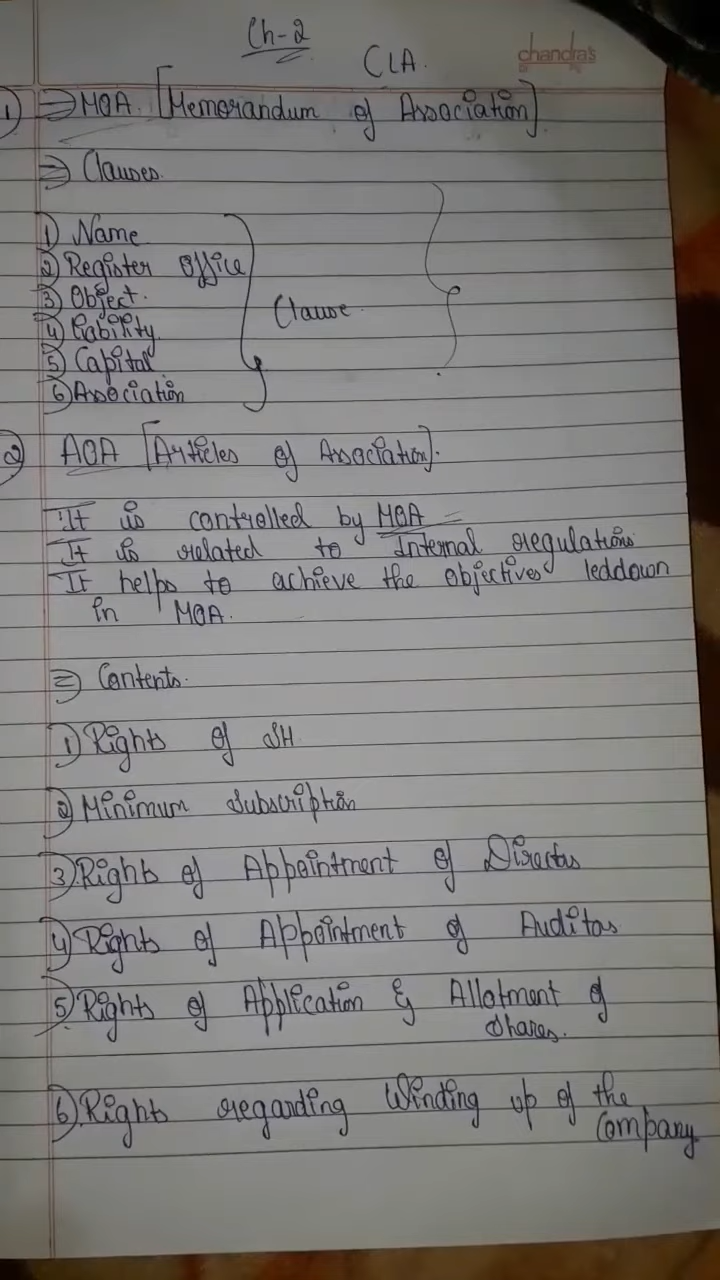 Ch-2
CLA.
chandra's
1) => MOA. [Memorandum of Association].
=> Clauses.
1) Name
2) Register office
3) Object.
Clause.
4) Liability
5) Capital
6) Association
2) AOA [Articles of Association].
It is controlled by MOA
It is related to Internal regulations
It helps to achieve the objectives leddown
in MOA.
=> Contents.
1) Rights of SH
2) Minimum Subscription
3) Rights of Appointment of Directors
4) Rights of Appointment of Auditors
5) Rights of Application & Allotment of
Shares.
6) Rights regarding Winding up of the
Company